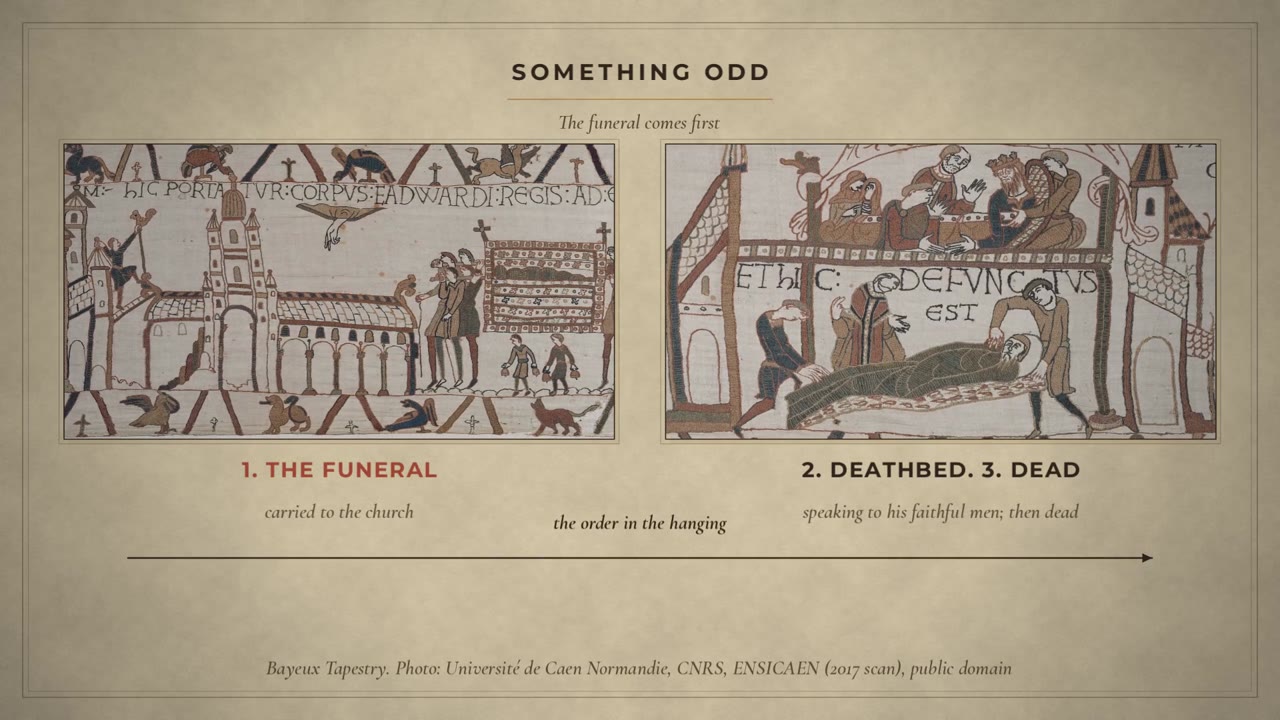 SOMETHING ODD
The funeral comes first
M:- hIC PORTATVR:CORPVS:EADWARDI:REGIS:AD:
ET hIC: DEFVNCTVS
EST
1. THE FUNERAL
carried to the church
2. DEATHBED. 3. DEAD
speaking to his faithful men; then dead
the order in the hanging
Bayeux Tapestry. Photo: Université de Caen Normandie, CNRS, ENSICAEN (2017 scan), public domain